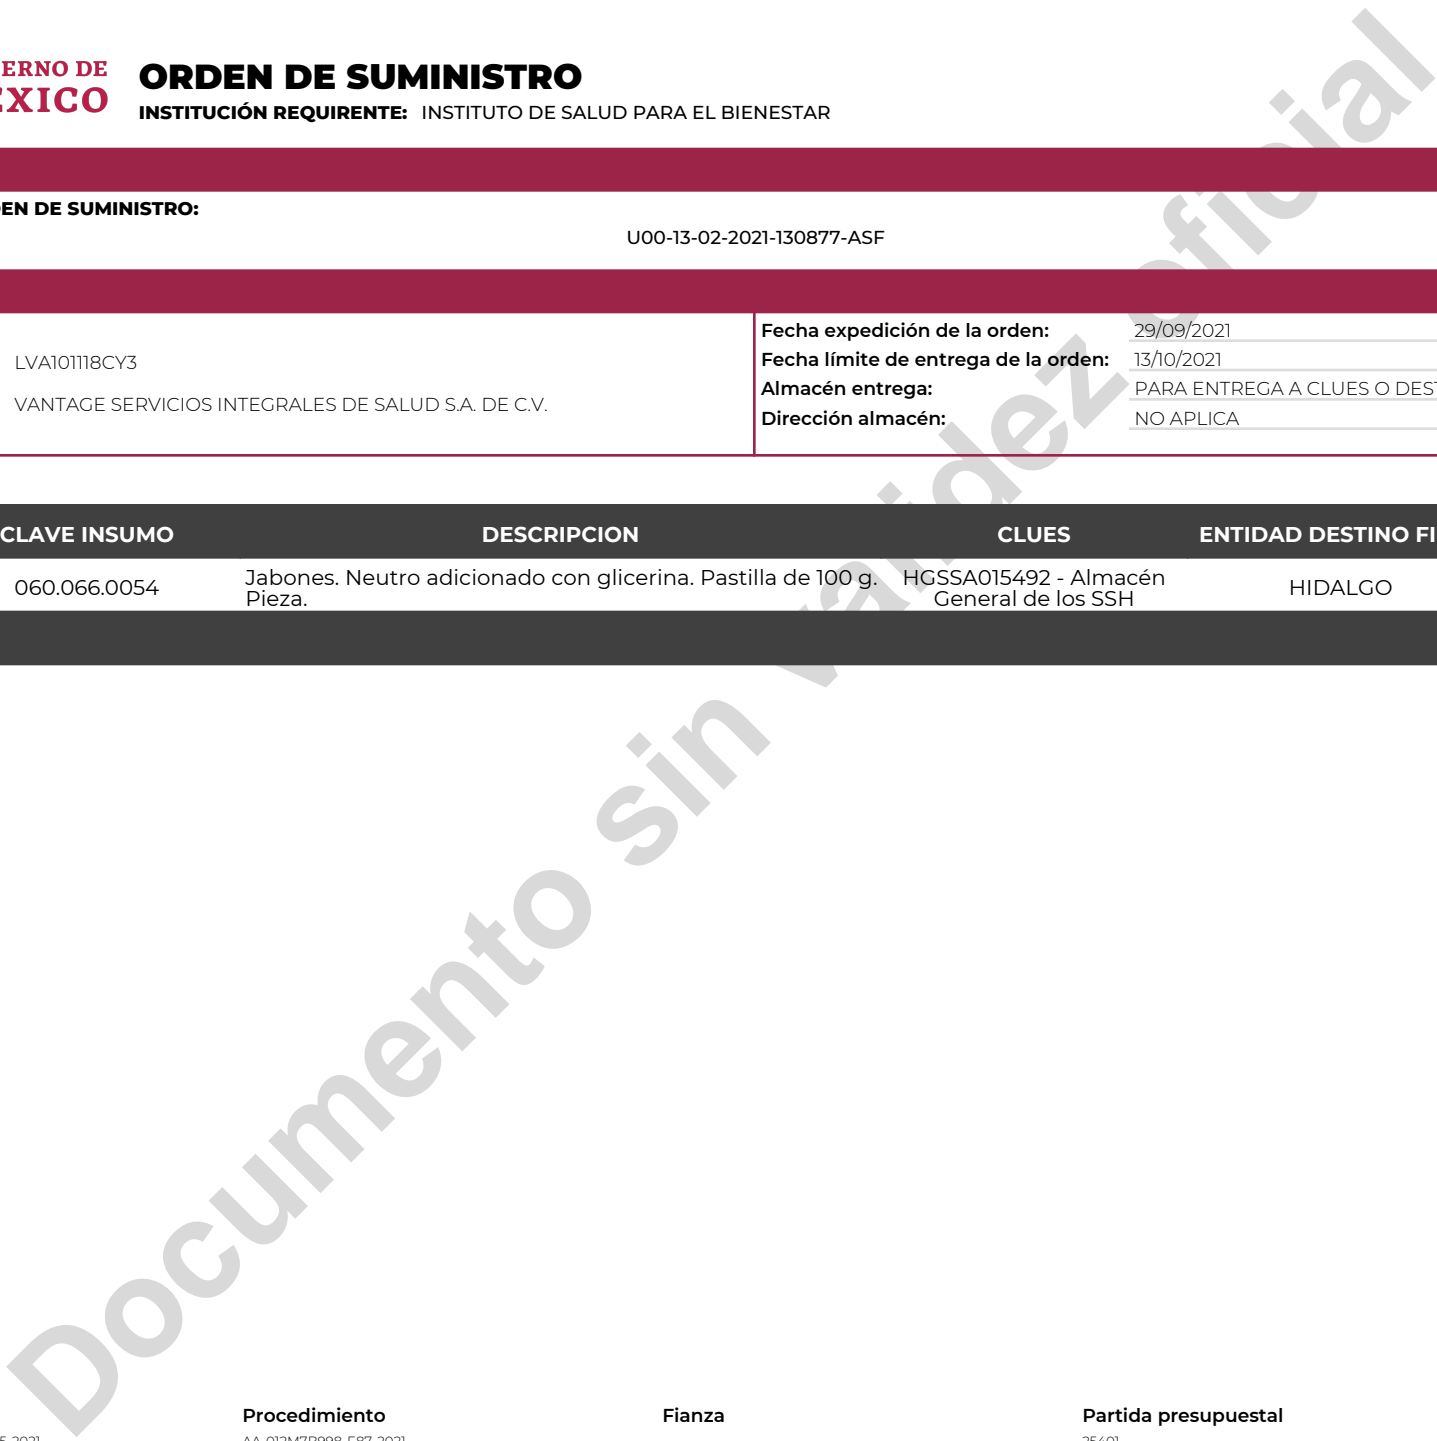 ERNO DE
ORDEN DE SUMINISTRO
XICO
INSTITUCIÓN REQUIRENTE: INSTITUTO DE SALUD PARA EL BIENESTAR
EN DE SUMINISTRO:
U00-13-02-2021-130877-ASF
Fecha expedición de la orden: 29/09/2021
LVA101118CY3
Fecha límite de entrega de la orden: 13/10/2021
Almacén entrega: PARA ENTREGA A CLUES O DES
VANTAGE SERVICIOS INTEGRALES DE SALUD S.A. DE C.V.
Dirección almacén: NO APLICA
CLAVE INSUMO DESCRIPCION CLUES ENTIDAD DESTINO FI
060.066.0054 Jabones. Neutro adicionado con glicerina. Pastilla de 100 g. HGSSA015492 - Almacén HIDALGO
Pieza. General de los SSH
Documento sin validez oficial
Procedimiento Fianza Partida presupuestal